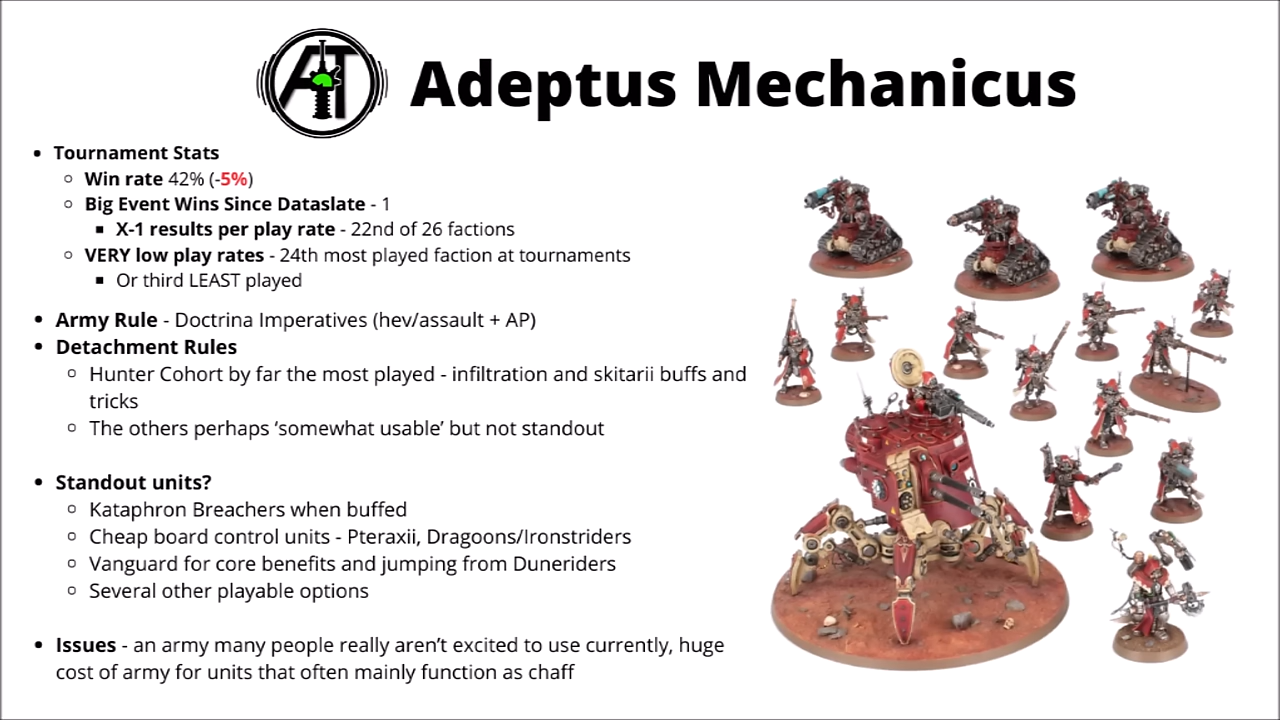 AT
Adeptus Mechanicus
• Tournament Stats
○ Win rate 42% (-5%)
○ Big Event Wins Since Dataslate - 1
■ X-1 results per play rate - 22nd of 26 factions
○ VERY low play rates - 24th most played faction at tournaments
■ Or third LEAST played
• Army Rule - Doctrina Imperatives (hev/assault + AP)
• Detachment Rules
○ Hunter Cohort by far the most played - infiltration and skitarii buffs and
tricks
○ The others perhaps ‘somewhat usable’ but not standout
• Standout units?
○ Kataphron Breachers when buffed
○ Cheap board control units - Pteraxii, Dragoons/Ironstriders
○ Vanguard for core benefits and jumping from Duneriders
○ Several other playable options
• Issues - an army many people really aren’t excited to use currently, huge
cost of army for units that often mainly function as chaff